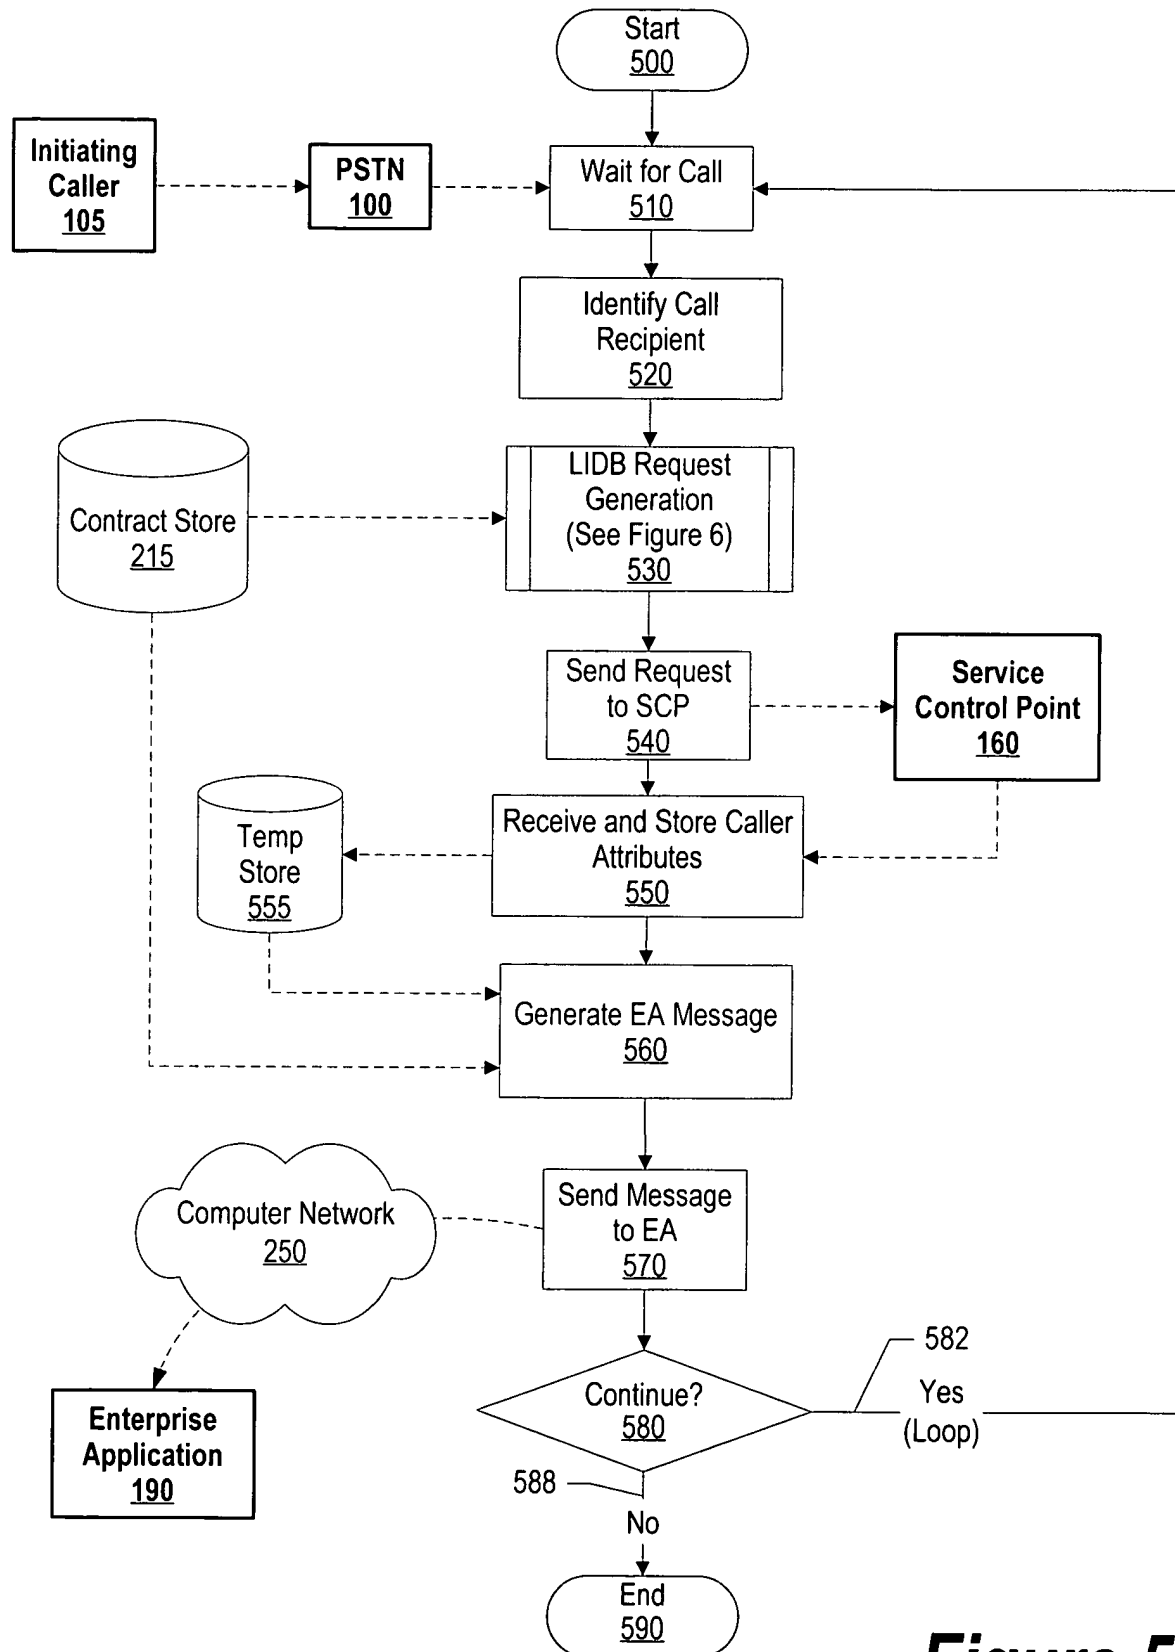 Start
500
Initiating
Caller
105
PSTN
100
Wait for Call
510
Identify Call
Recipient
520
Contract Store
215
LIDB Request
Generation
(See Figure 6)
530
Send Request
to SCP
540
Service
Control Point
160
Temp
Store
555
Receive and Store Caller
Attributes
550
Generate EA Message
560
Computer Network
250
Send Message
to EA
570
Enterprise
Application
190
Continue?
580
582
Yes
(Loop)
588
No
End
590
Figure 5